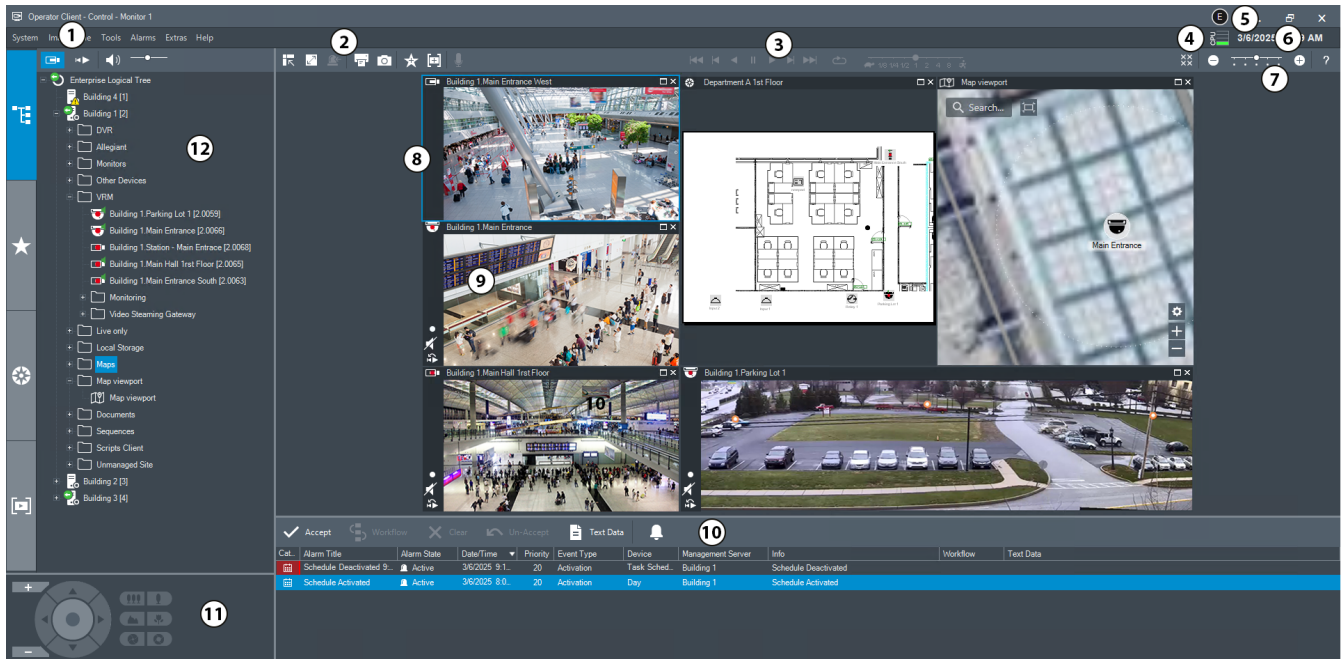 Operator Client - Control - Monitor 1
E
5
System
1
Tools Alarms Extras Help
2
3
4
3/6/2025
6
AM
7
?
12
Enterprise Logical Tree
Building 4 [1]
Building 1 [2]
DVR
Allegiant
Monitors
Other Devices
VRM
Building 1.Parking Lot 1 [2.0059]
Building 1.Main Entrance [2.0066]
Building 1.Station - Main Entrace [2.0068]
Building 1.Main Hall 1rst Floor [2.0065]
Building 1.Main Entrance South [2.0063]
Monitoring
Video Steaming Gateway
Live only
Local Storage
Maps
Map viewport
Map viewport
Documents
Sequences
Scripts Client
Unmanaged Site
Building 2 [3]
Building 3 [4]
11
8
Building 1.Main Entrance West
Department A 1st Floor
Map viewport
Search...
Main Entrance
Building 1.Main Entrance
9
Building 1.Main Hall 1rst Floor
10
Building 1.Parking Lot 1
Accept Workflow Clear Un-Accept Text Data
10
Cat.. Alarm Title Alarm State Date/Time Priority Event Type Device Management Server Info Workflow Text Data
Schedule Deactivated 9:... Active 3/6/2025 9:1... 20 Activation Task Sched... Building 1 Schedule Deactivated
Schedule Activated Active 3/6/2025 8:0... 20 Activation Day Building 1 Schedule Activated